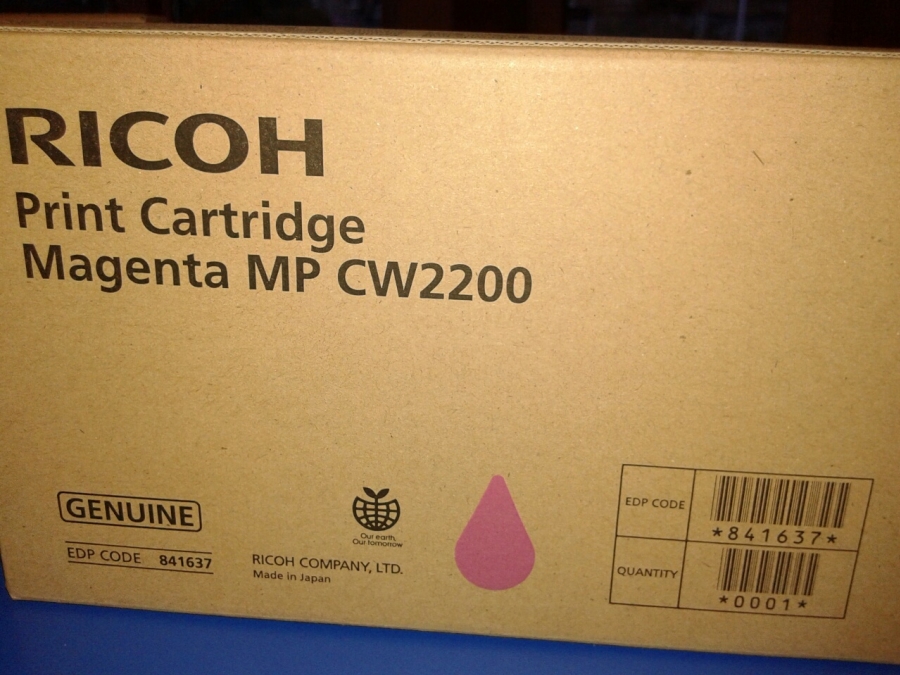 RICOH
Print Cartridge
Magenta MP CW2200
GENUINE
EDP CODE 841637
Our earth,
Our tomorrow
RICOH COMPANY, LTD.
Made in Japan
EDP CODE
*841637*
QUANTITY
*0001*